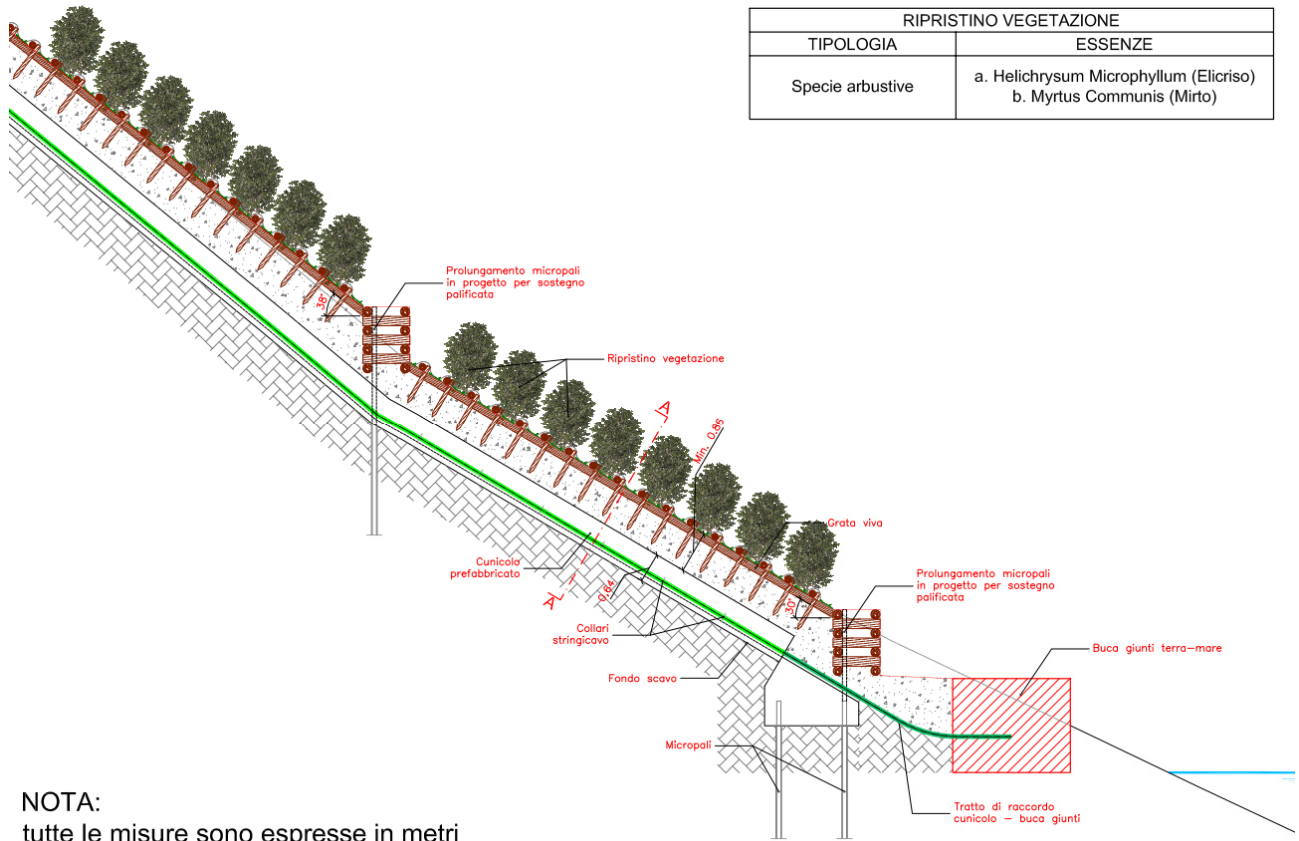 RIPRISTINO VEGETAZIONE
TIPOLOGIA
ESSENZE
Specie arbustive
a. Helichrysum Microphyllum (Elicriso)
b. Myrtus Communis (Mirto)
Prolungamento micropali
in progetto per sostegno
palificata
38°
Ripristino vegetazione
A
Min. 0.85
Grata viva
Cunicolo
prefabbricato
0.64
A
Prolungamento micropali
in progetto per sostegno
palificata
30°
Collari
stringicavo
Buca giunti terra-mare
Fondo scavo
Micropali
Tratto di raccordo
cunicolo - buca giunti
NOTA:
tutte le misure sono espresse in metri